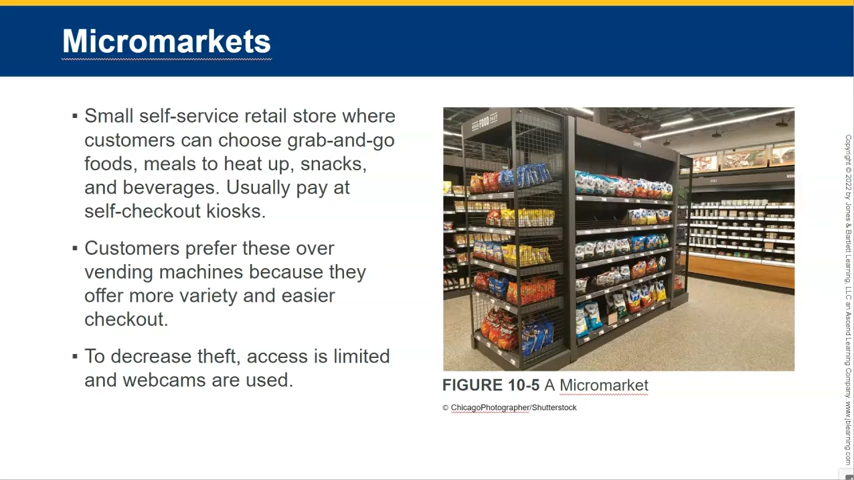 Micromarkets
▪ Small self-service retail store where
customers can choose grab-and-go
foods, meals to heat up, snacks,
and beverages. Usually pay at
self-checkout kiosks.
▪ Customers prefer these over
vending machines because they
offer more variety and easier
checkout.
▪ To decrease theft, access is limited
and webcams are used.
FOOD
FIGURE 10-5 A Micromarket
© ChicagoPhotographer/Shutterstock
Copyright © 2022 by Jones & Bartlett Learning, LLC an Ascend Learning Company. www.jblearning.com